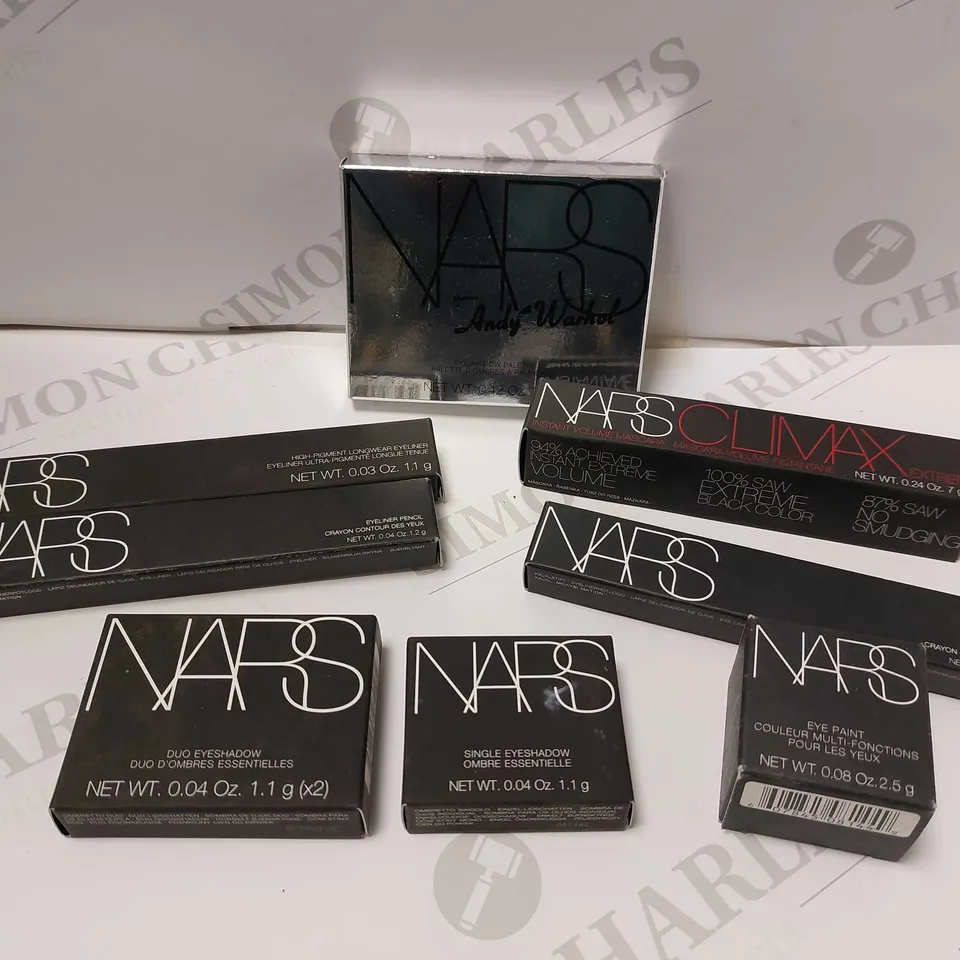 NARS
Andy Warhol
EYESHADOW PALETTE
NET WT. 0.42 Oz.
NARS CLIMAX
EXTREME
INSTANT VOLUME MASCARA - MASCARA VOLUME INSTANTANÉ
NET WT. 0.24 Oz. 7 g
94% ACHIEVED
INSTANT EXTREME
VOLUME
100% SAW
EXTREME
BLACK COLOR
87% SAW
NO
SMUDGING
NARS
HIGH-PIGMENT LONGWEAR EYELINER
EYELINER ULTRA-PIGMENTÉ LONGUE TENUE
NET WT. 0.03 Oz. 1.1 g
NARS
EYELINER PENCIL
CRAYON CONTOUR DES YEUX
NET WT. 0.04 Oz. 1.2 g
NARS
CRAYON
NARS
DUO EYESHADOW
DUO D'OMBRES ESSENTIELLES
NET WT. 0.04 Oz. 1.1 g (x2)
NARS
SINGLE EYESHADOW
OMBRE ESSENTIELLE
NET WT. 0.04 Oz. 1.1 g
NARS
EYE PAINT
COULEUR MULTI-FONCTIONS
POUR LES YEUX
NET WT. 0.08 Oz. 2.5 g
SIMON CHARLES